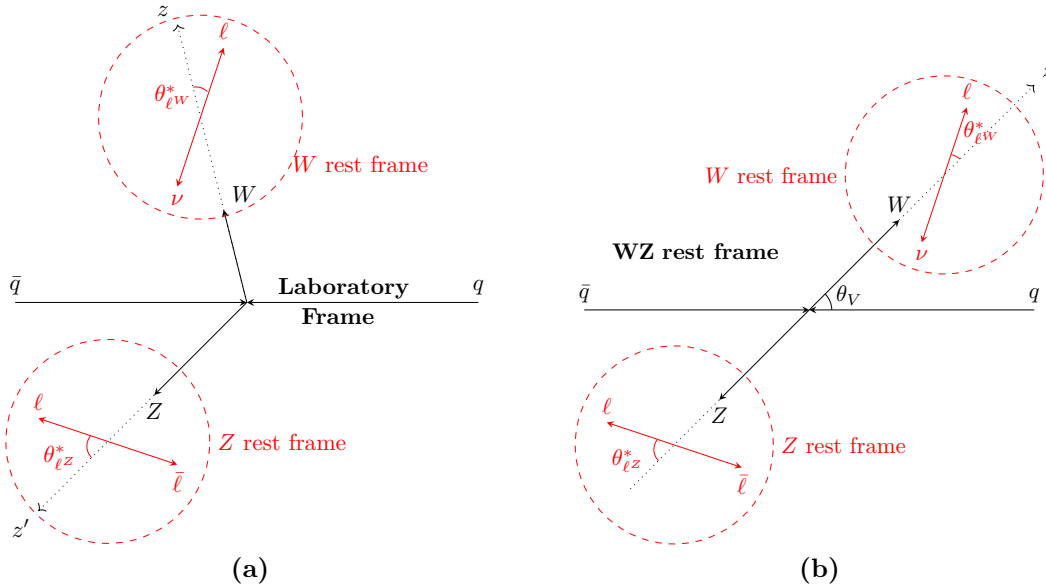 z
ℓ
θ*ℓW
ν
W rest frame
W
q̄
Laboratory
Frame
q
Z
ℓ
ℓ̄
θ*ℓZ
Z rest frame
z′
(a)
z
ℓ
θ*ℓW
W rest frame
W
ν
WZ rest frame
q̄
θV
q
Z
ℓ
θ*ℓZ
ℓ̄
Z rest frame
(b)